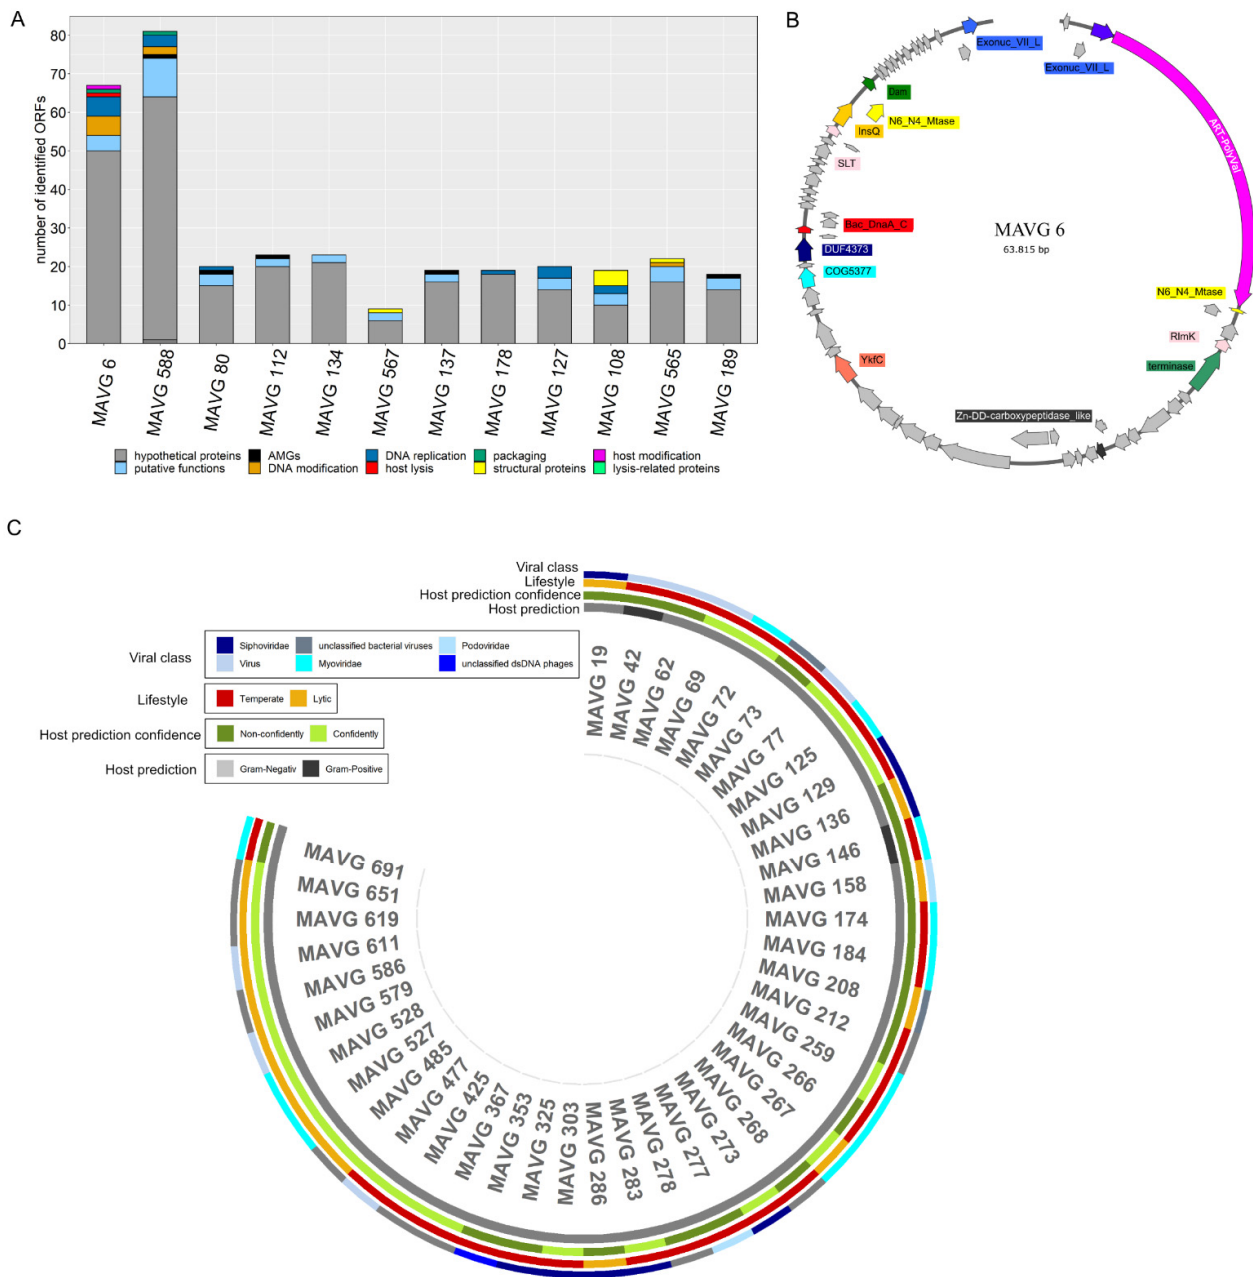 A
number of identified ORFs
80
70
60
50
40
30
20
10
0
MAVG 6
MAVG 588
MAVG 80
MAVG 112
MAVG 134
MAVG 567
MAVG 137
MAVG 178
MAVG 127
MAVG 108
MAVG 565
MAVG 189
hypothetical proteins
AMGs
DNA replication
packaging
host modification
putative functions
DNA modification
host lysis
structural proteins
lysis-related proteins
B
Exonuc_VII_L
Exonuc_VII_L
ART-PolyVal
Dam
N6_N4_Mtase
InsQ
SLT
Bac_DnaA_C
DUF4373
COG5377
MAVG 6
63.815 bp
N6_N4_Mtase
RImK
terminase
YkfC
Zn-DD-carboxypeptidase_like
C
Viral class
Lifestyle
Host prediction confidence
Host prediction
Viral class
Siphoviridae
unclassified bacterial viruses
Podoviridae
Virus
Myoviridae
unclassified dsDNA phages
Lifestyle
Temperate
Lytic
Host prediction confidence
Non-confidently
Confidently
Host prediction
Gram-Negativ
Gram-Positive
MAVG 19
MAVG 42
MAVG 62
MAVG 69
MAVG 72
MAVG 73
MAVG 77
MAVG 125
MAVG 129
MAVG 136
MAVG 146
MAVG 158
MAVG 174
MAVG 184
MAVG 208
MAVG 212
MAVG 259
MAVG 266
MAVG 267
MAVG 268
MAVG 273
MAVG 277
MAVG 278
MAVG 283
MAVG 286
MAVG 303
MAVG 325
MAVG 353
MAVG 367
MAVG 425
MAVG 477
MAVG 485
MAVG 527
MAVG 528
MAVG 579
MAVG 586
MAVG 611
MAVG 619
MAVG 651
MAVG 691